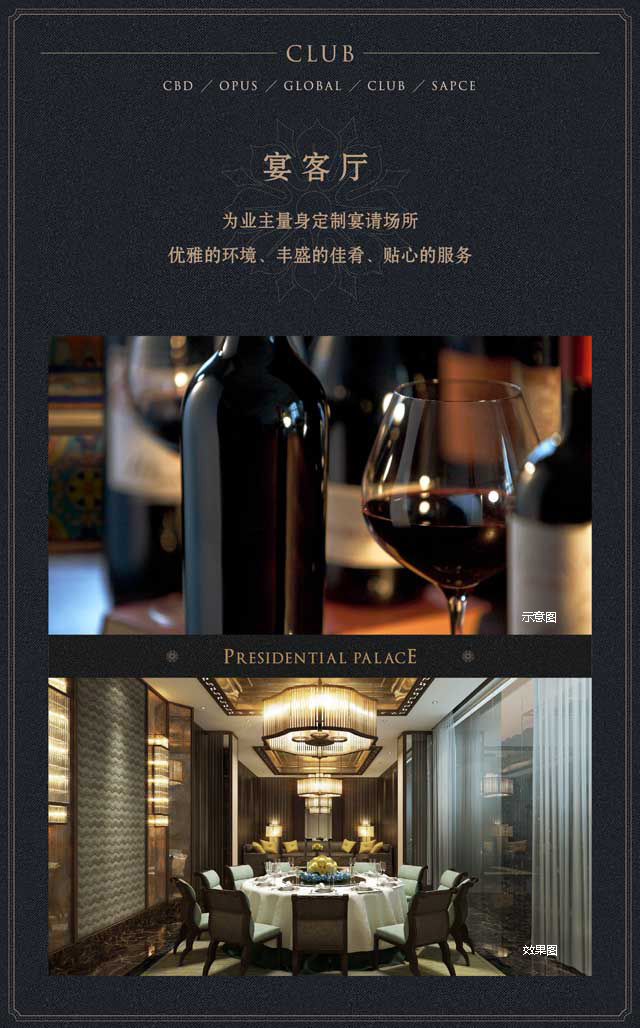 CLUB
CBD ／ OPUS ／ GLOBAL ／ CLUB ／ SAPCE
宴客厅
为业主量身定制宴请场所
优雅的环境、丰盛的佳肴、贴心的服务
示意图
PRESIDENTIAL PALACE
效果图